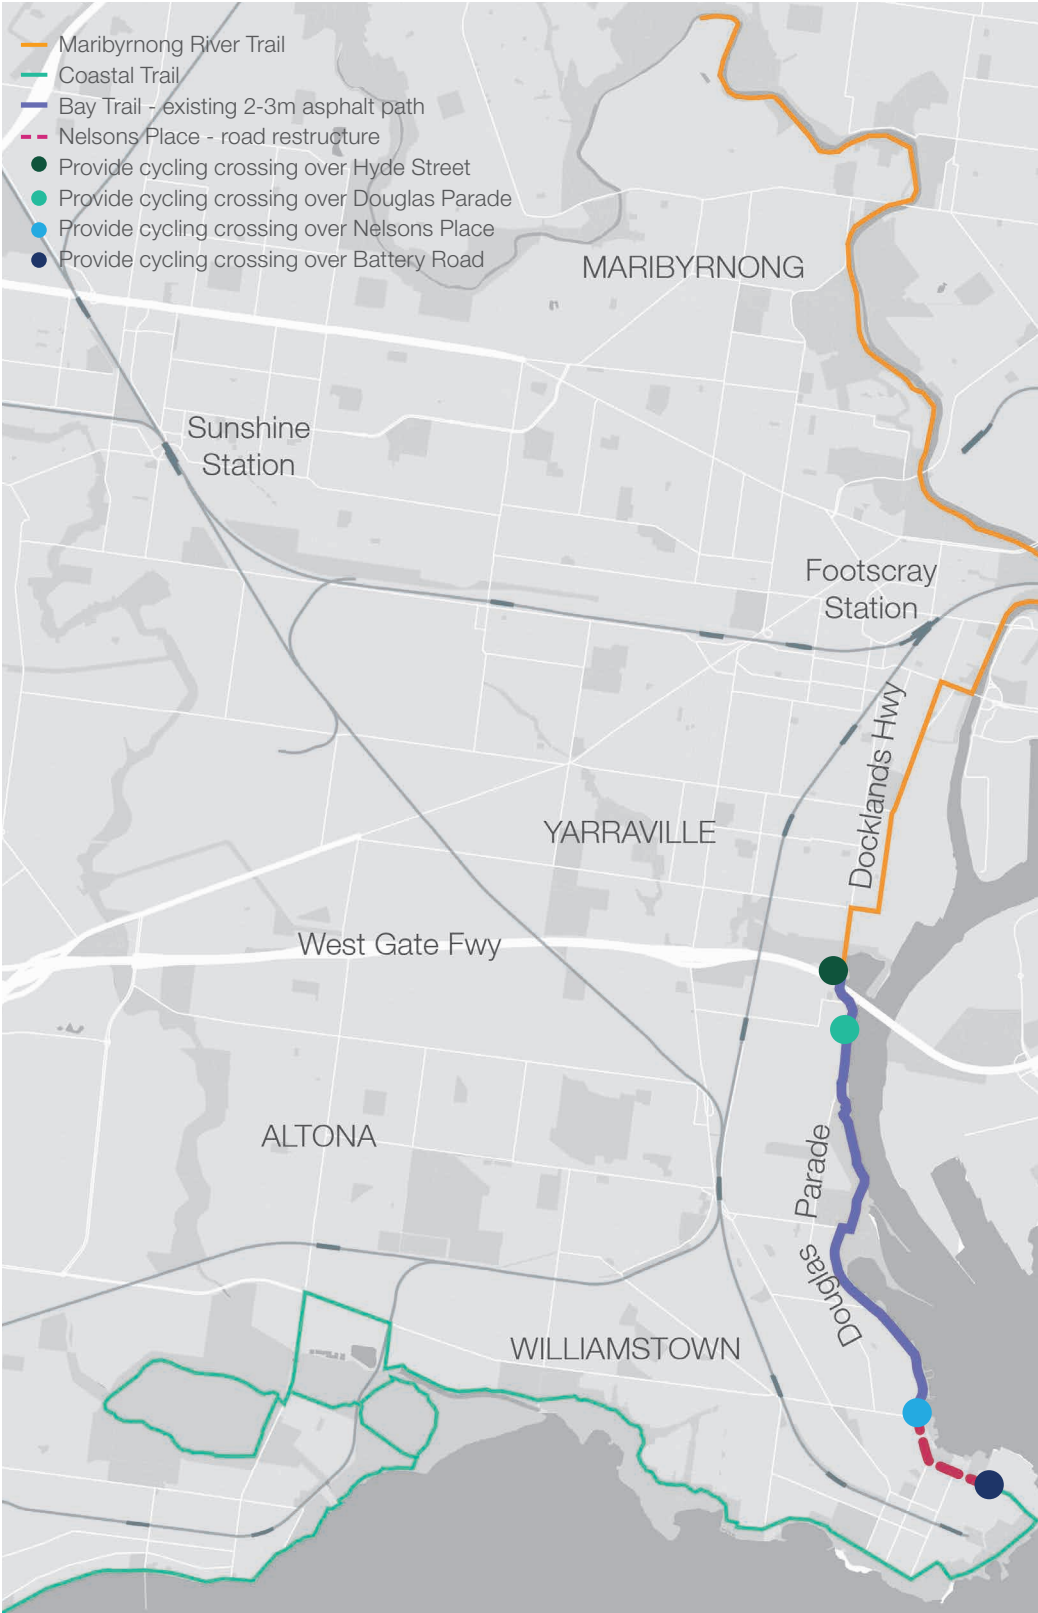 Maribyrnong River Trail
Coastal Trail
Bay Trail - existing 2-3m asphalt path
Nelsons Place - road restructure
Provide cycling crossing over Hyde Street
Provide cycling crossing over Douglas Parade
Provide cycling crossing over Nelsons Place
Provide cycling crossing over Battery Road
MARIBYRNONG
Sunshine
Station
Footscray
Station
Docklands Hwy
YARRAVILLE
West Gate Fwy
ALTONA
Douglas Parade
WILLIAMSTOWN